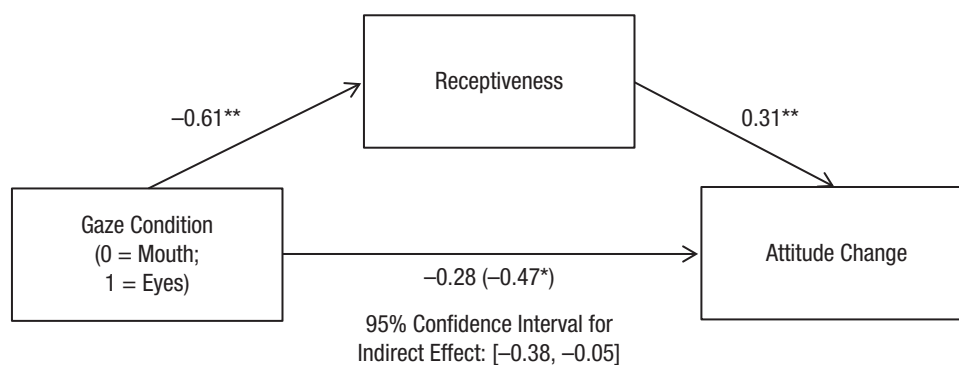 Receptiveness
–0.61**
0.31**
Gaze Condition
(0 = Mouth;
1 = Eyes)
Attitude Change
–0.28 (–0.47*)
95% Confidence Interval for
Indirect Effect: [–0.38, –0.05]